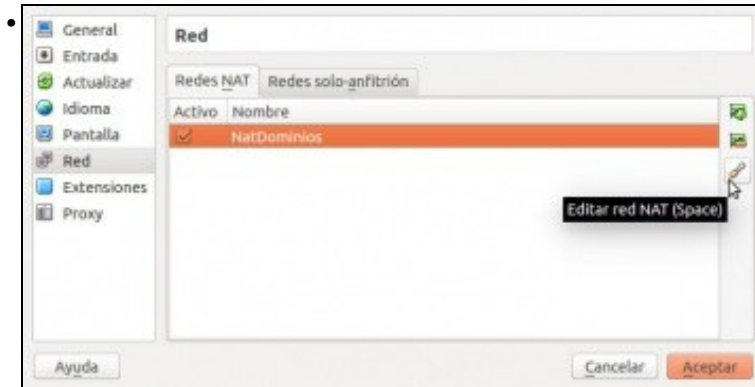 General
Entrada
Actualizar
Idioma
Pantalla
Red
Extensiones
Proxy
Red
Redes NAT Redes solo-anfitrión
Activo Nombre
NatDominios
Editar red NAT (Space)
Ayuda Cancelar Aceptar